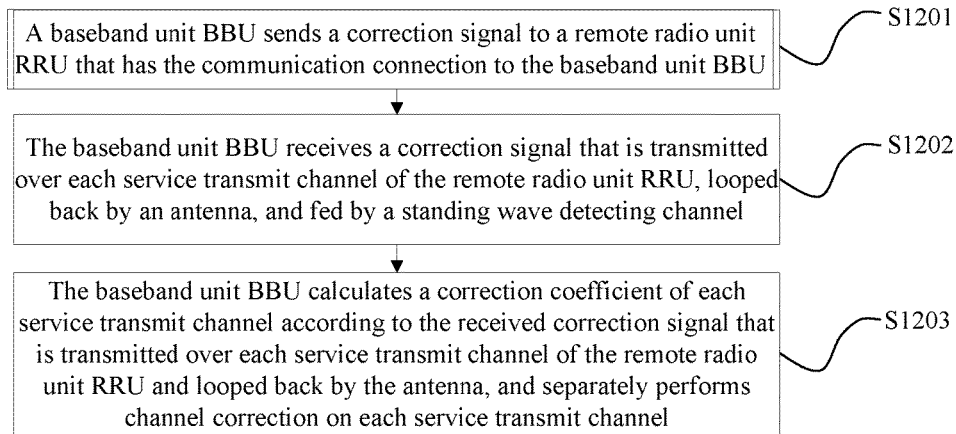 A baseband unit BBU sends a correction signal to a remote radio unit
RRU that has the communication connection to the baseband unit BBU
S1201
The baseband unit BBU receives a correction signal that is transmitted
over each service transmit channel of the remote radio unit RRU, looped
back by an antenna, and fed by a standing wave detecting channel
S1202
The baseband unit BBU calculates a correction coefficient of each
service transmit channel according to the received correction signal that
is transmitted over each service transmit channel of the remote radio
unit RRU and looped back by the antenna, and separately performs
channel correction on each service transmit channel
S1203